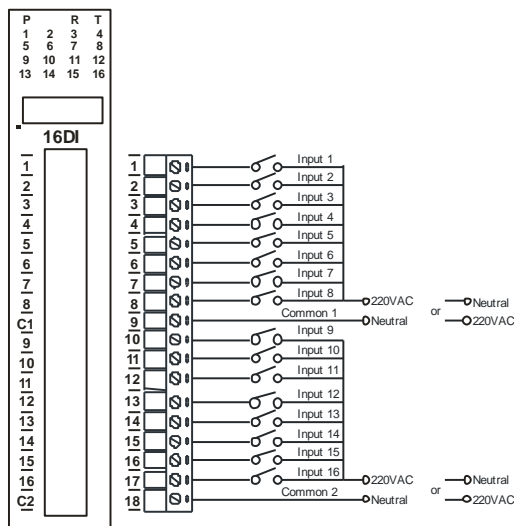 P R T
1 2 3 4
5 6 7 8
9 10 11 12
13 14 15 16
16DI
1 1 Input 1
2 2 Input 2
3 3 Input 3
4 4 Input 4
5 5 Input 5
6 6 Input 6
7 7 Input 7
8 8 Input 8 220VAC or Neutral
C1 9 Common 1 Neutral 220VAC
9 10 Input 9
10 11 Input 10
11 12 Input 11
12 13 Input 12
13 14 Input 13
14 15 Input 14
15 16 Input 15
16 17 Input 16 220VAC or Neutral
C2 18 Common 2 Neutral 220VAC